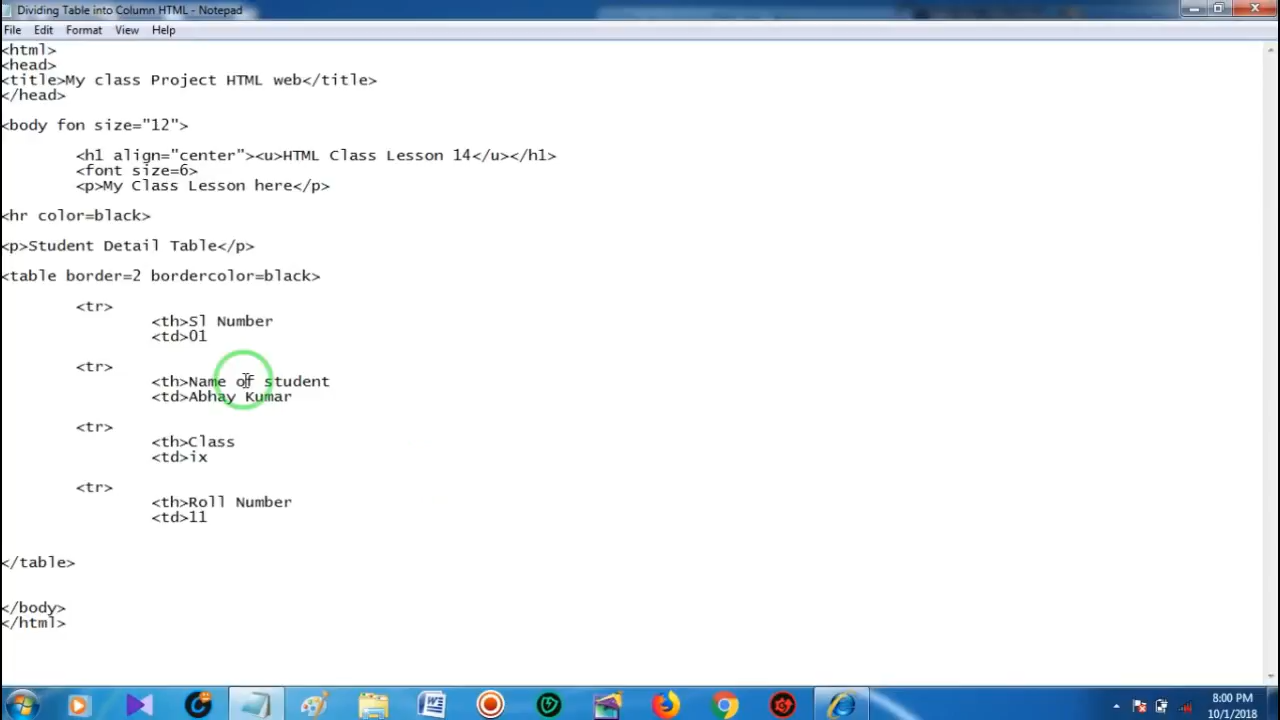 Dividing Table into Column HTML - Notepad
File Edit Format View Help
<html>
<head>
<title>My class Project HTML web</title>
</head>
<body fon size="12">
<h1 align="center"><u>HTML Class Lesson 14</u></h1>
<font size=6>
<p>My Class Lesson here</p>
<hr color=black>
<p>Student Detail Table</p>
<table border=2 bordercolor=black>
<tr>
<th>Sl Number
<td>01
<tr>
<th>Name of student
<td>Abhay Kumar
<tr>
<th>Class
<td>ix
<tr>
<th>Roll Number
<td>11
</table>
</body>
</html>
8:00 PM
10/1/2018